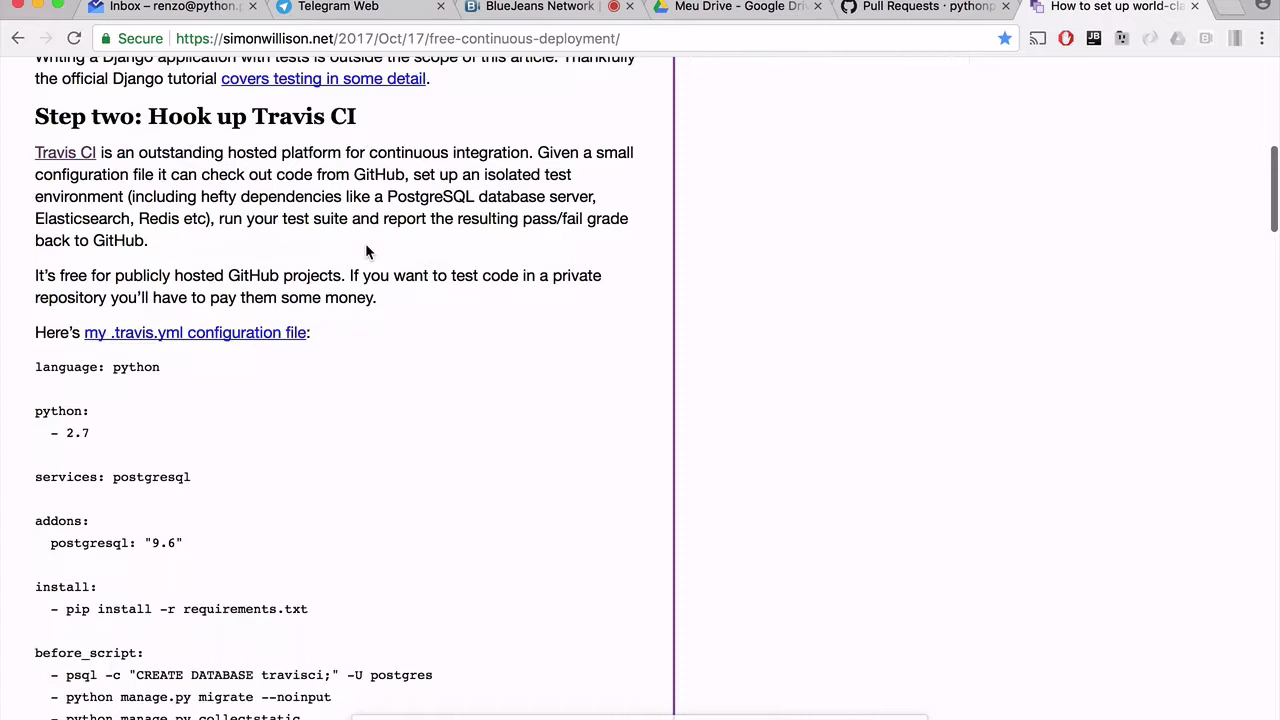 Inbox – renzo@python.p
Telegram Web
BlueJeans Network
Meu Drive - Google Driv
Pull Requests · pythonp
How to set up world-cla
Secure
https://simonwillison.net/2017/Oct/17/free-continuous-deployment/
Writing a Django application with tests is outside the scope of this article. Thankfully
the official Django tutorial covers testing in some detail.
Step two: Hook up Travis CI
Travis CI is an outstanding hosted platform for continuous integration. Given a small
configuration file it can check out code from GitHub, set up an isolated test
environment (including hefty dependencies like a PostgreSQL database server,
Elasticsearch, Redis etc), run your test suite and report the resulting pass/fail grade
back to GitHub.
It’s free for publicly hosted GitHub projects. If you want to test code in a private
repository you’ll have to pay them some money.
Here’s my .travis.yml configuration file:
language: python
python:
- 2.7
services: postgresql
addons:
postgresql: "9.6"
install:
- pip install -r requirements.txt
before_script:
- psql -c "CREATE DATABASE travisci;" -U postgres
- python manage.py migrate --noinput
- python manage.py collectstatic